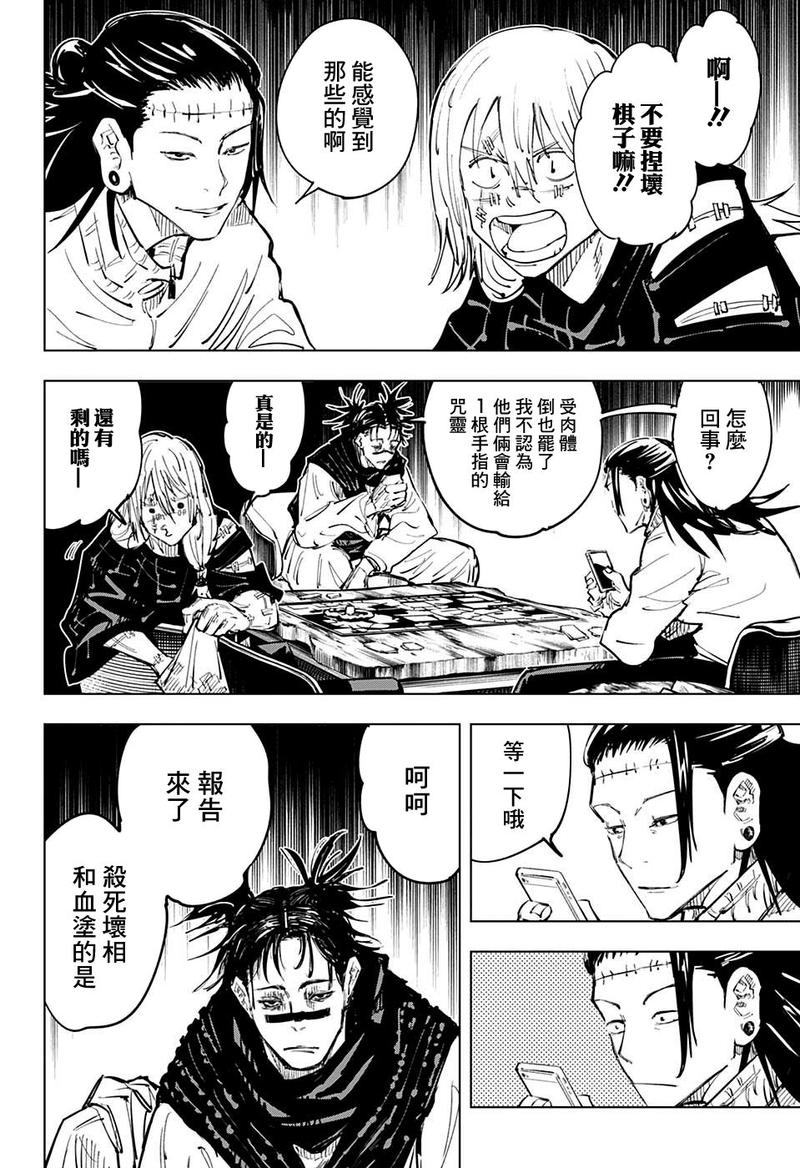 啊—!!
不要捏壞
棋子嘛!!
能感覺到
那些的啊
怎麼
回事？
受肉體
倒也罷了
我不認為
他們倆會輸給
1根手指的
咒靈
真是的—
還有
剩的嗎—
等一下哦
呵呵
報告
來了
殺死壞相
和血塗的是